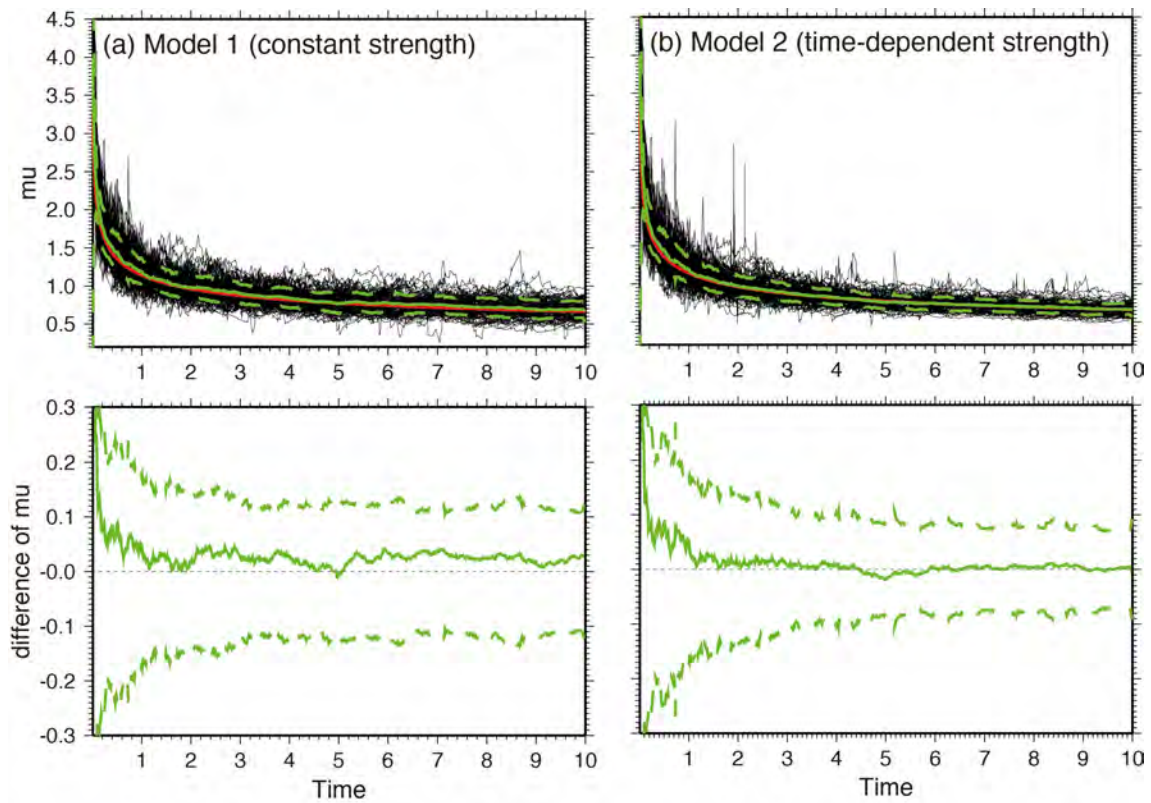 (a) Model 1 (constant strength)
4.5
4.0
3.5
3.0
2.5
2.0
1.5
1.0
0.5
mu
1 2 3 4 5 6 7 8 9 10
(b) Model 2 (time-dependent strength)
1 2 3 4 5 6 7 8 9 10
0.3
0.2
0.1
-0.0
-0.1
-0.2
-0.3
difference of mu
1 2 3 4 5 6 7 8 9 10
Time
1 2 3 4 5 6 7 8 9 10
Time